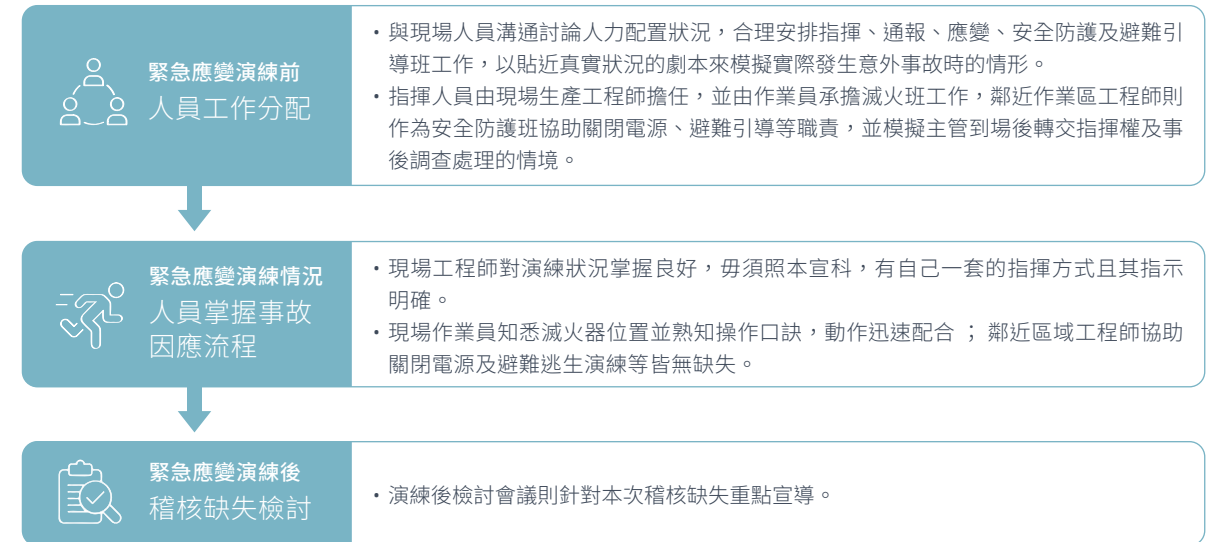 緊急應變演練前
人員工作分配
・與現場人員溝通討論人力配置狀況，合理安排指揮、通報、應變、安全防護及避難引
導班工作，以貼近真實狀況的劇本來模擬實際發生意外事故時的情形。
・指揮人員由現場生產工程師擔任，並由作業員承擔滅火班工作，鄰近作業區工程師則
作為安全防護班協助關閉電源、避難引導等職責，並模擬主管到場後轉交指揮權及事
後調查處理的情境。
緊急應變演練情況
人員掌握事故
因應流程
・現場工程師對演練狀況掌握良好，毋須照本宣科，有自己一套的指揮方式且其指示
明確。
・現場作業員知悉滅火器位置並熟知操作口訣，動作迅速配合 ；鄰近區域工程師協助
關閉電源及避難逃生演練等皆無缺失。
緊急應變演練後
稽核缺失檢討
・演練後檢討會議則針對本次稽核缺失重點宣導。